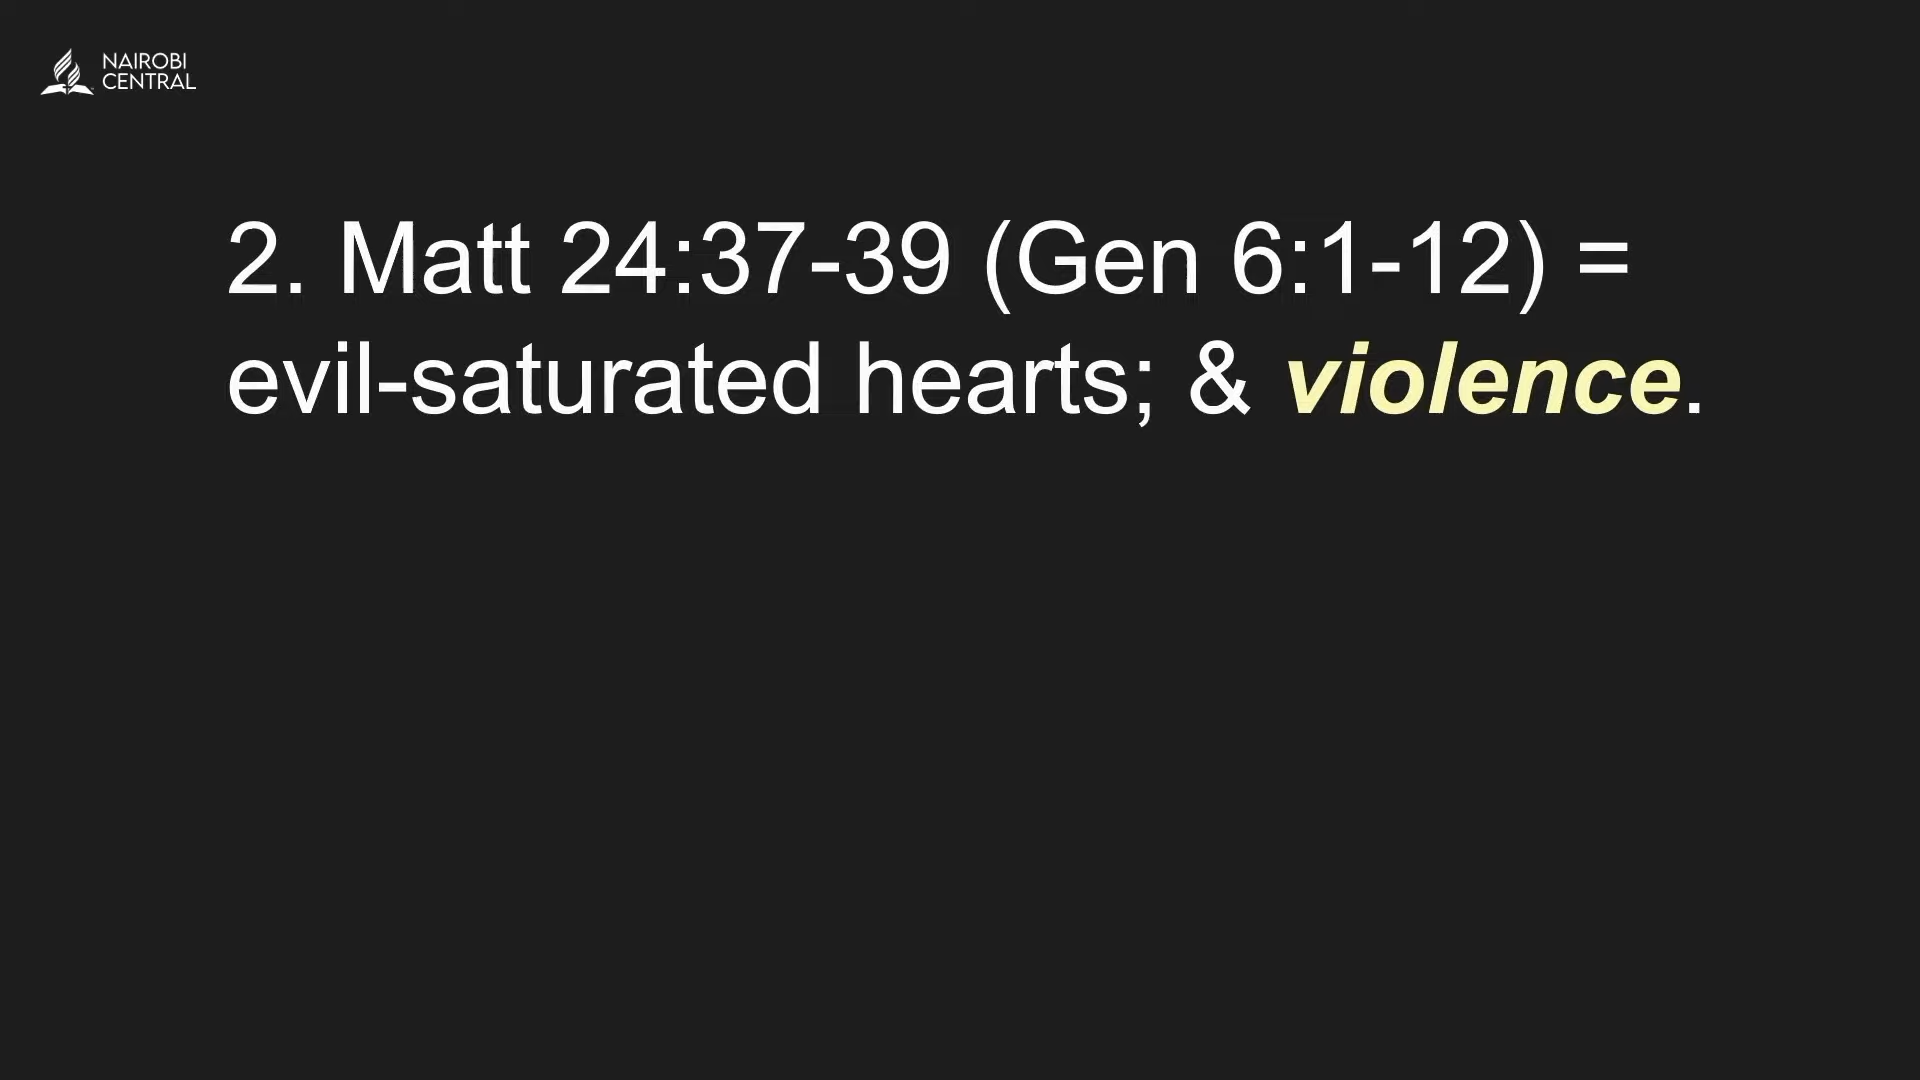 NAIROBI
CENTRAL
2. Matt 24:37-39 (Gen 6:1-12) =
evil-saturated hearts; & violence.